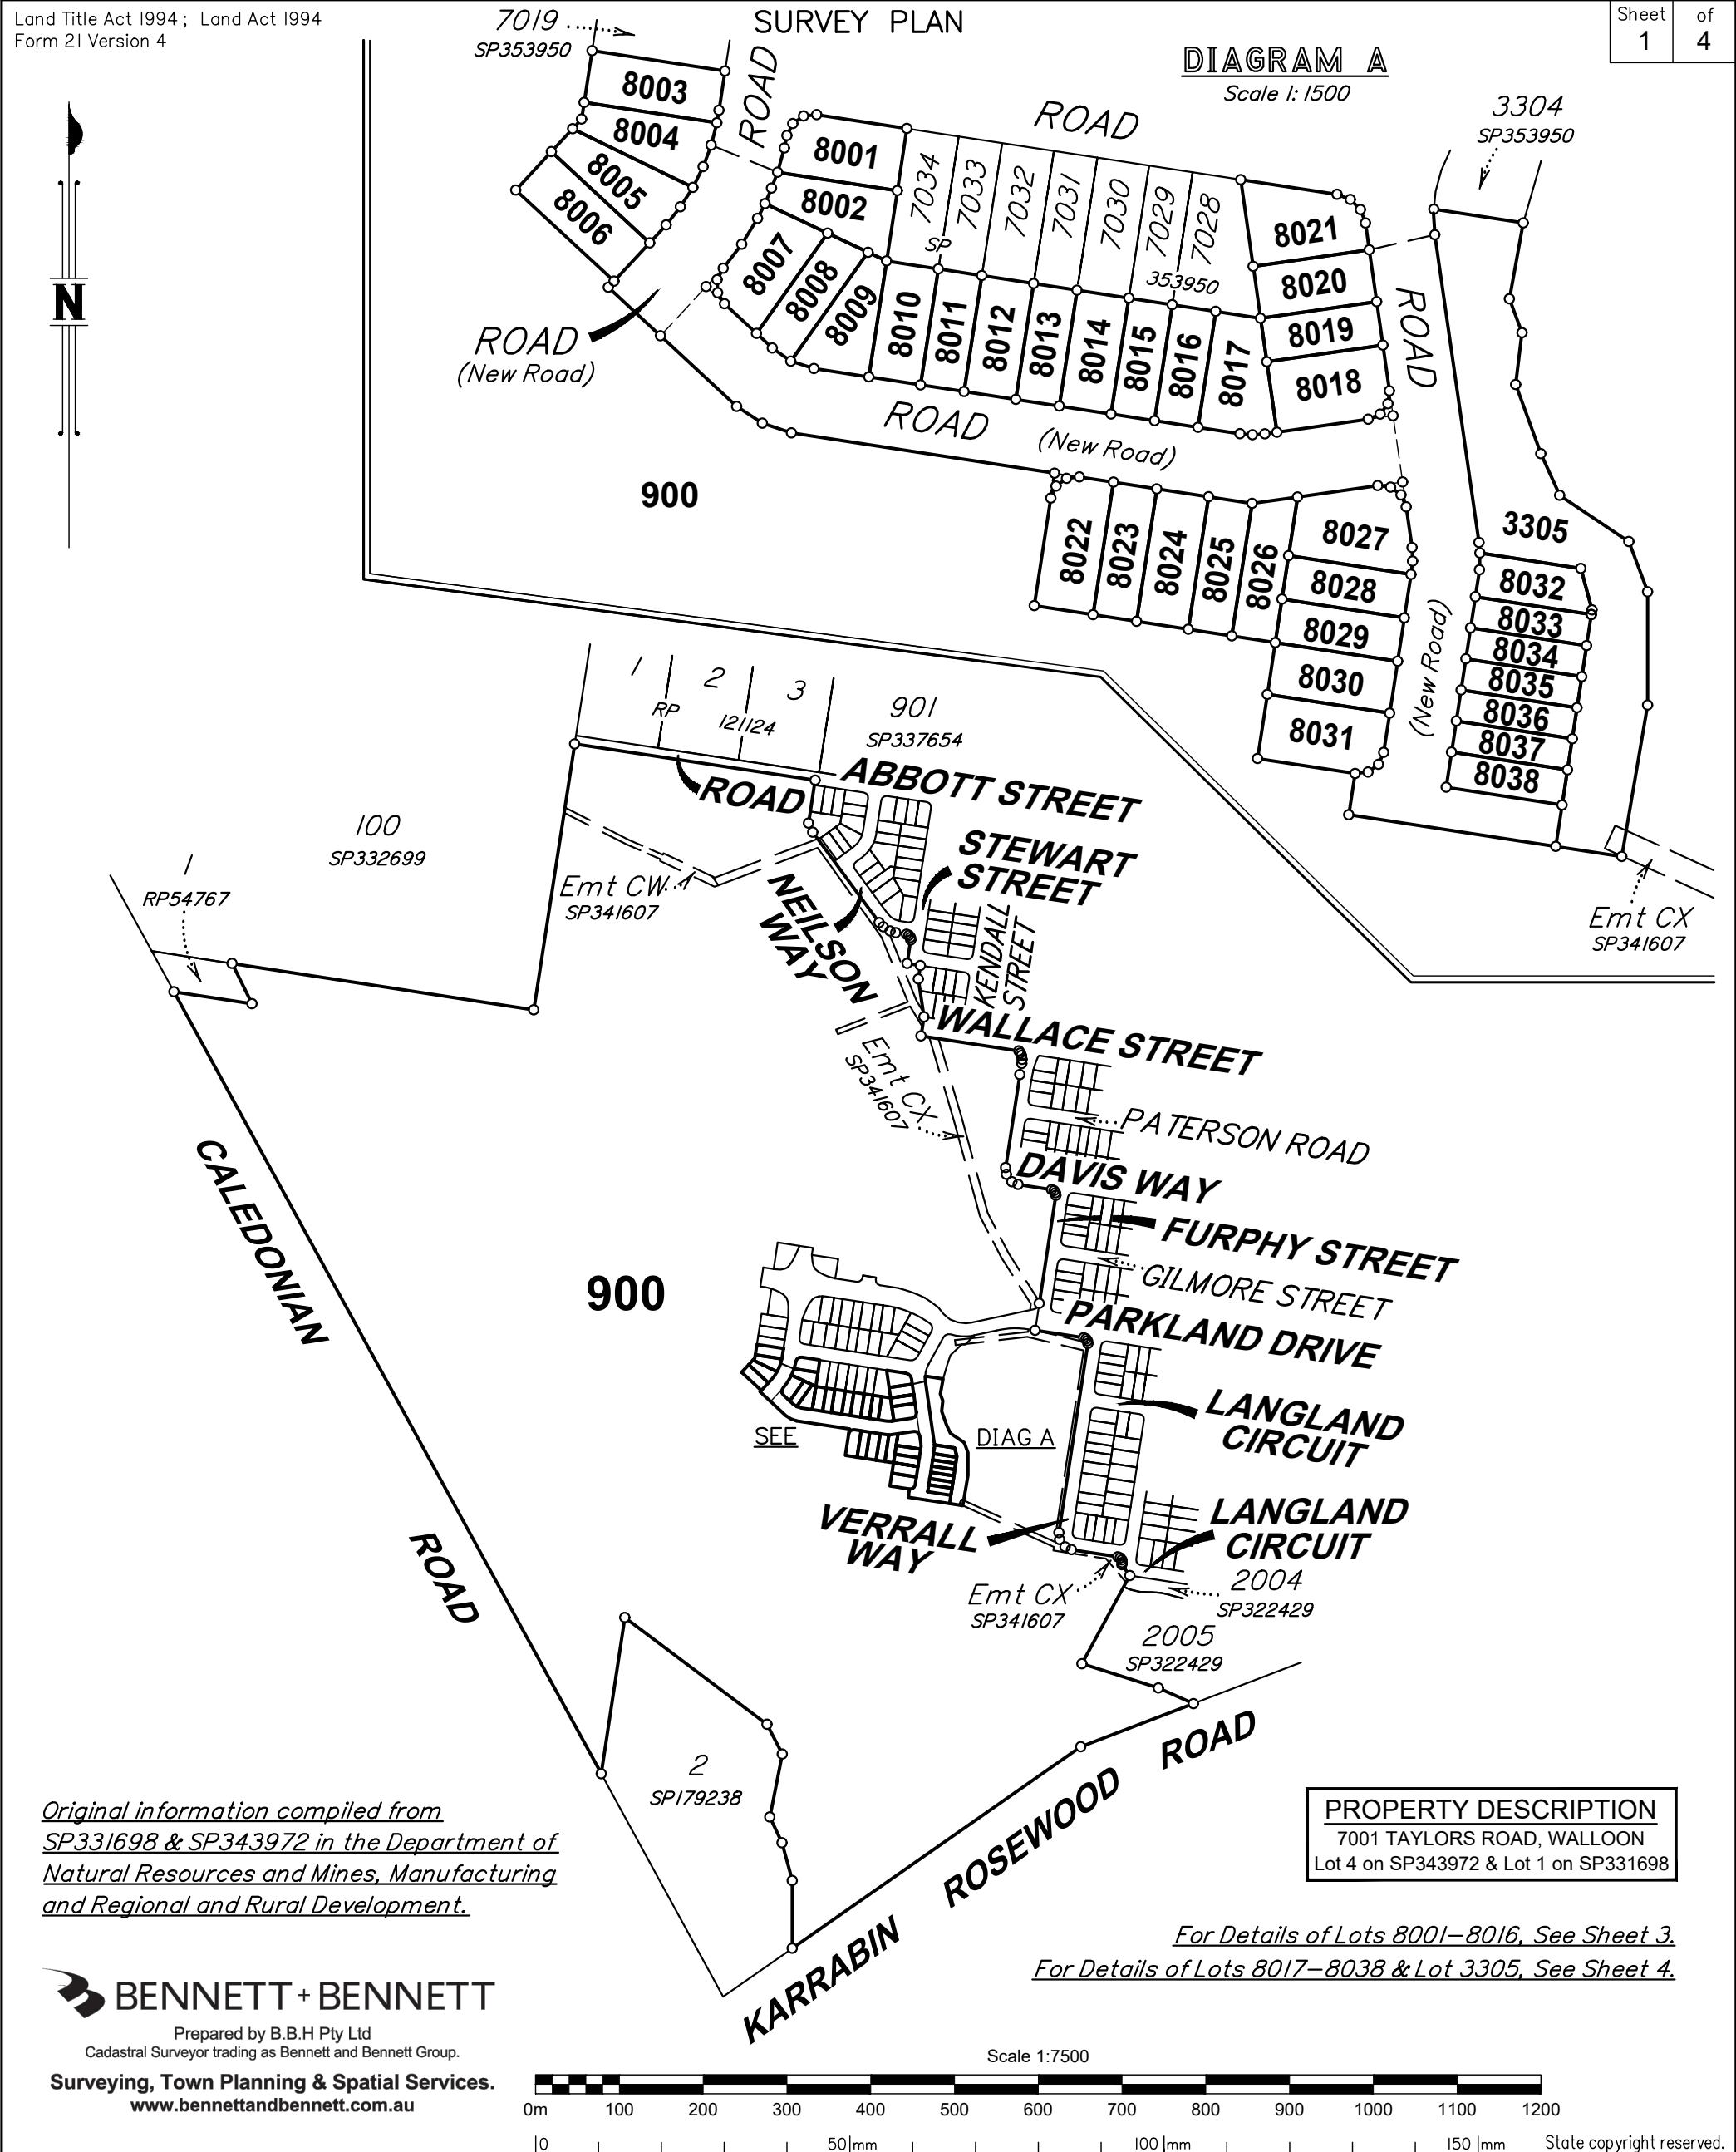 Land Title Act 1994 ; Land Act 1994
Form 21 Version 4
SURVEY PLAN
Sheet 1 of 4
DIAGRAM A
Scale 1: 1500
7019
SP353950
ROAD
ROAD
3304
SP353950
8003
8004
8005
8006
8001
8002
7034
7033
7032
7031
7030
7029
7028
SP
353950
8021
8020
8019
8018
ROAD
8007
8008
8009
8010
8011
8012
8013
8014
8015
8016
8017
ROAD
(New Road)
ROAD
(New Road)
N
900
8022
8023
8024
8025
8026
8027
8028
8029
8030
8031
(New Road)
3305
8032
8033
8034
8035
8036
8037
8038
Emt CX
SP341607
1
2
3
RP
121124
901
SP337654
ROAD
ABBOTT STREET
100
SP332699
1
RP54767
Emt CW
SP341607
STEWART
STREET
NEILSON
WAY
KENDALL
STREET
WALLACE STREET
Emt CX
SP341607
PATERSON ROAD
DAVIS WAY
FURPHY STREET
GILMORE STREET
PARKLAND DRIVE
CALEDONIAN
ROAD
900
SEE
DIAG A
LANGLAND
CIRCUIT
LANGLAND
CIRCUIT
VERRALL
WAY
Emt CX
SP341607
2004
SP322429
2005
SP322429
2
SP179238
KARRABIN
ROSEWOOD
ROAD
Original information compiled from
SP331698 & SP343972 in the Department of
Natural Resources and Mines, Manufacturing
and Regional and Rural Development.
PROPERTY DESCRIPTION
7001 TAYLORS ROAD, WALLOON
Lot 4 on SP343972 & Lot 1 on SP331698
For Details of Lots 8001-8016, See Sheet 3.
For Details of Lots 8017-8038 & Lot 3305, See Sheet 4.
BENNETT + BENNETT
Prepared by B.B.H Pty Ltd
Cadastral Surveyor trading as Bennett and Bennett Group.
Surveying, Town Planning & Spatial Services.
www.bennettandbennett.com.au
Scale 1:7500
0m 100 200 300 400 500 600 700 800 900 1000 1100 1200
0 50 mm 100 mm 150 mm
State copyright reserved.